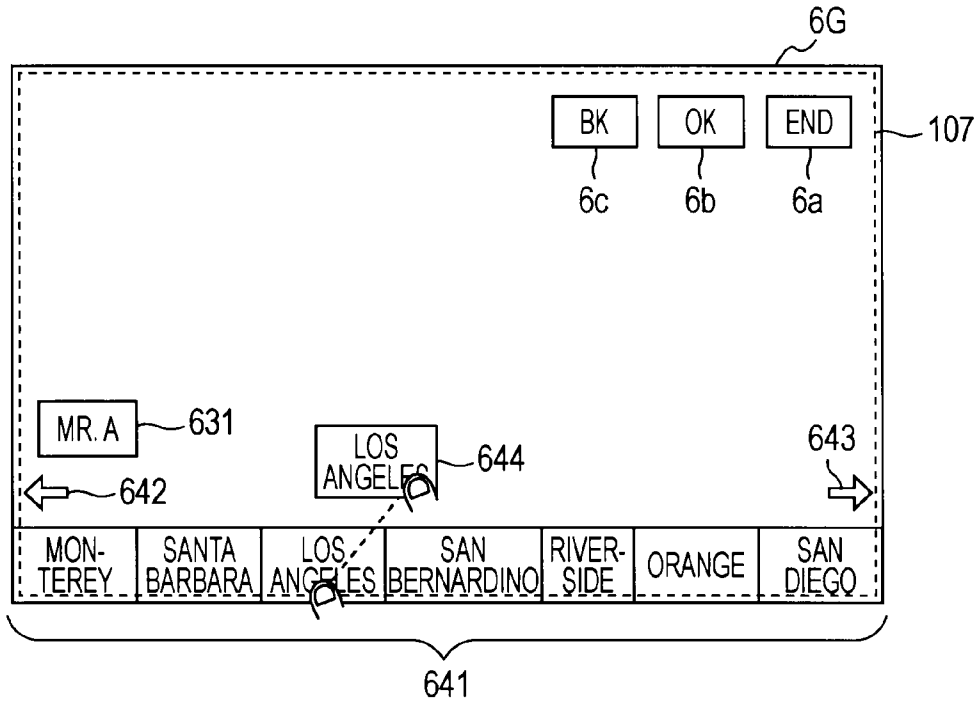 6G
BK
OK
END
107
6c
6b
6a
MR. A
631
LOS
ANGELES
644
643
642
MON-
TEREY
SANTA
BARBARA
LOS
ANGELES
SAN
BERNARDINO
RIVER-
SIDE
ORANGE
SAN
DIEGO
641